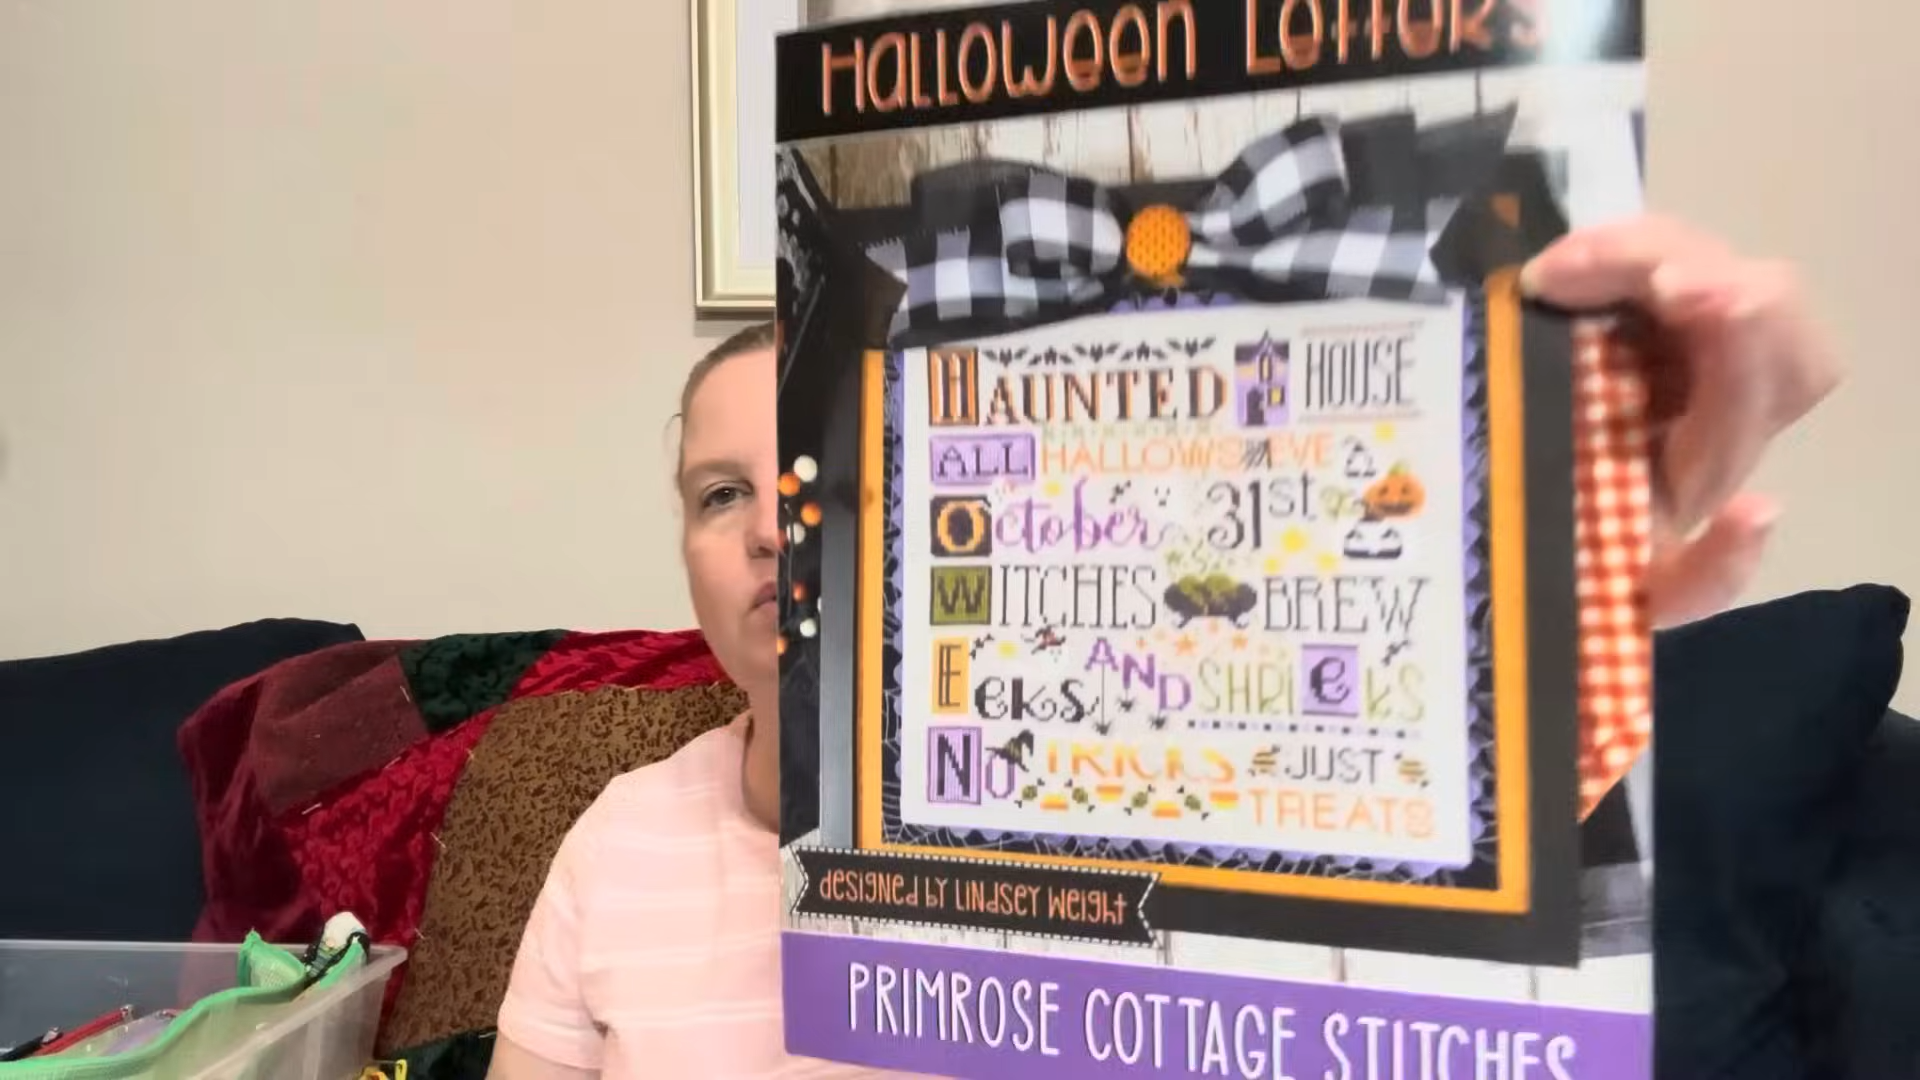 Halloween Letters
HAUNTED HOUSE
ALL HALLOWS EVE
October 31st
WITCHES BREW
EEKS AND SHRIEKS
NO TRICKS JUST
TREATS
designed by Lindsey Weight
PRIMROSE COTTAGE STITCHES